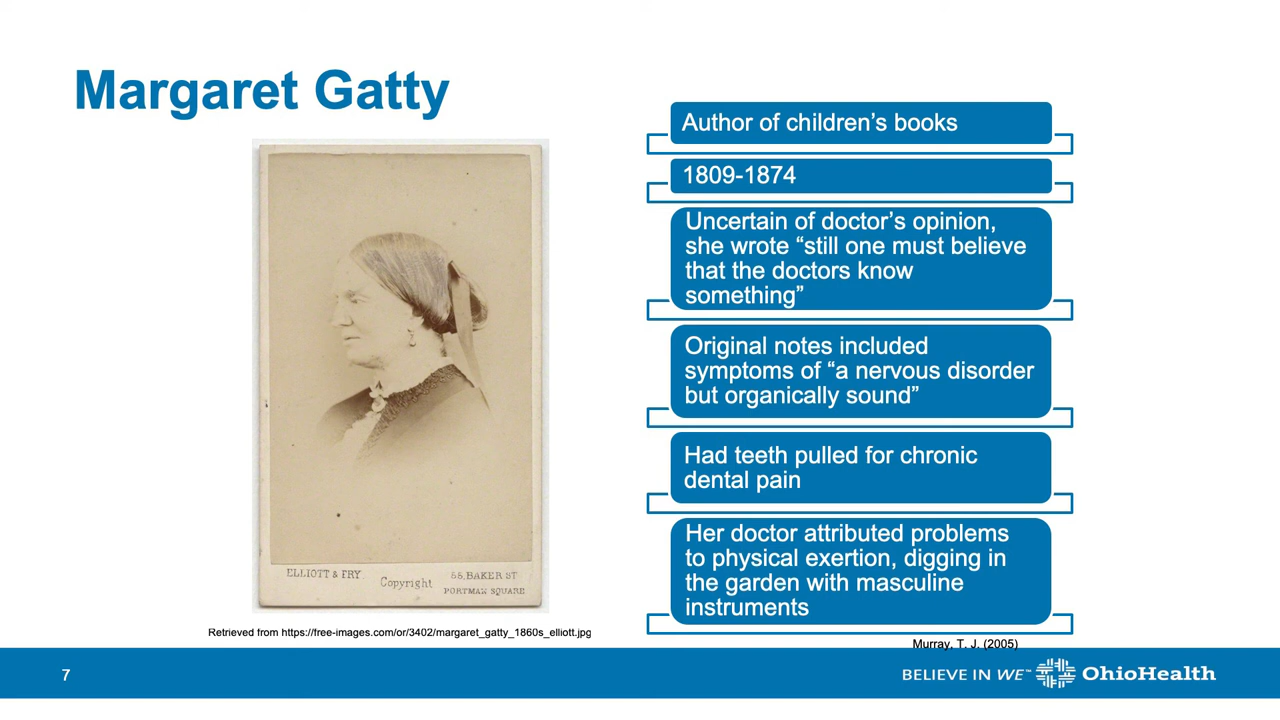 Margaret Gatty
ELLIOTT & FRY
Copyright
55, BAKER ST
PORTMAN SQUARE
Retrieved from https://free-images.com/or/3402/margaret_gatty_1860s_elliott.jpg
Author of children’s books
1809-1874
Uncertain of doctor’s opinion,
she wrote “still one must believe
that the doctors know
something”
Original notes included
symptoms of “a nervous disorder
but organically sound”
Had teeth pulled for chronic
dental pain
Her doctor attributed problems
to physical exertion, digging in
the garden with masculine
instruments
Murray, T. J. (2005)
7
BELIEVE IN WE™ OhioHealth